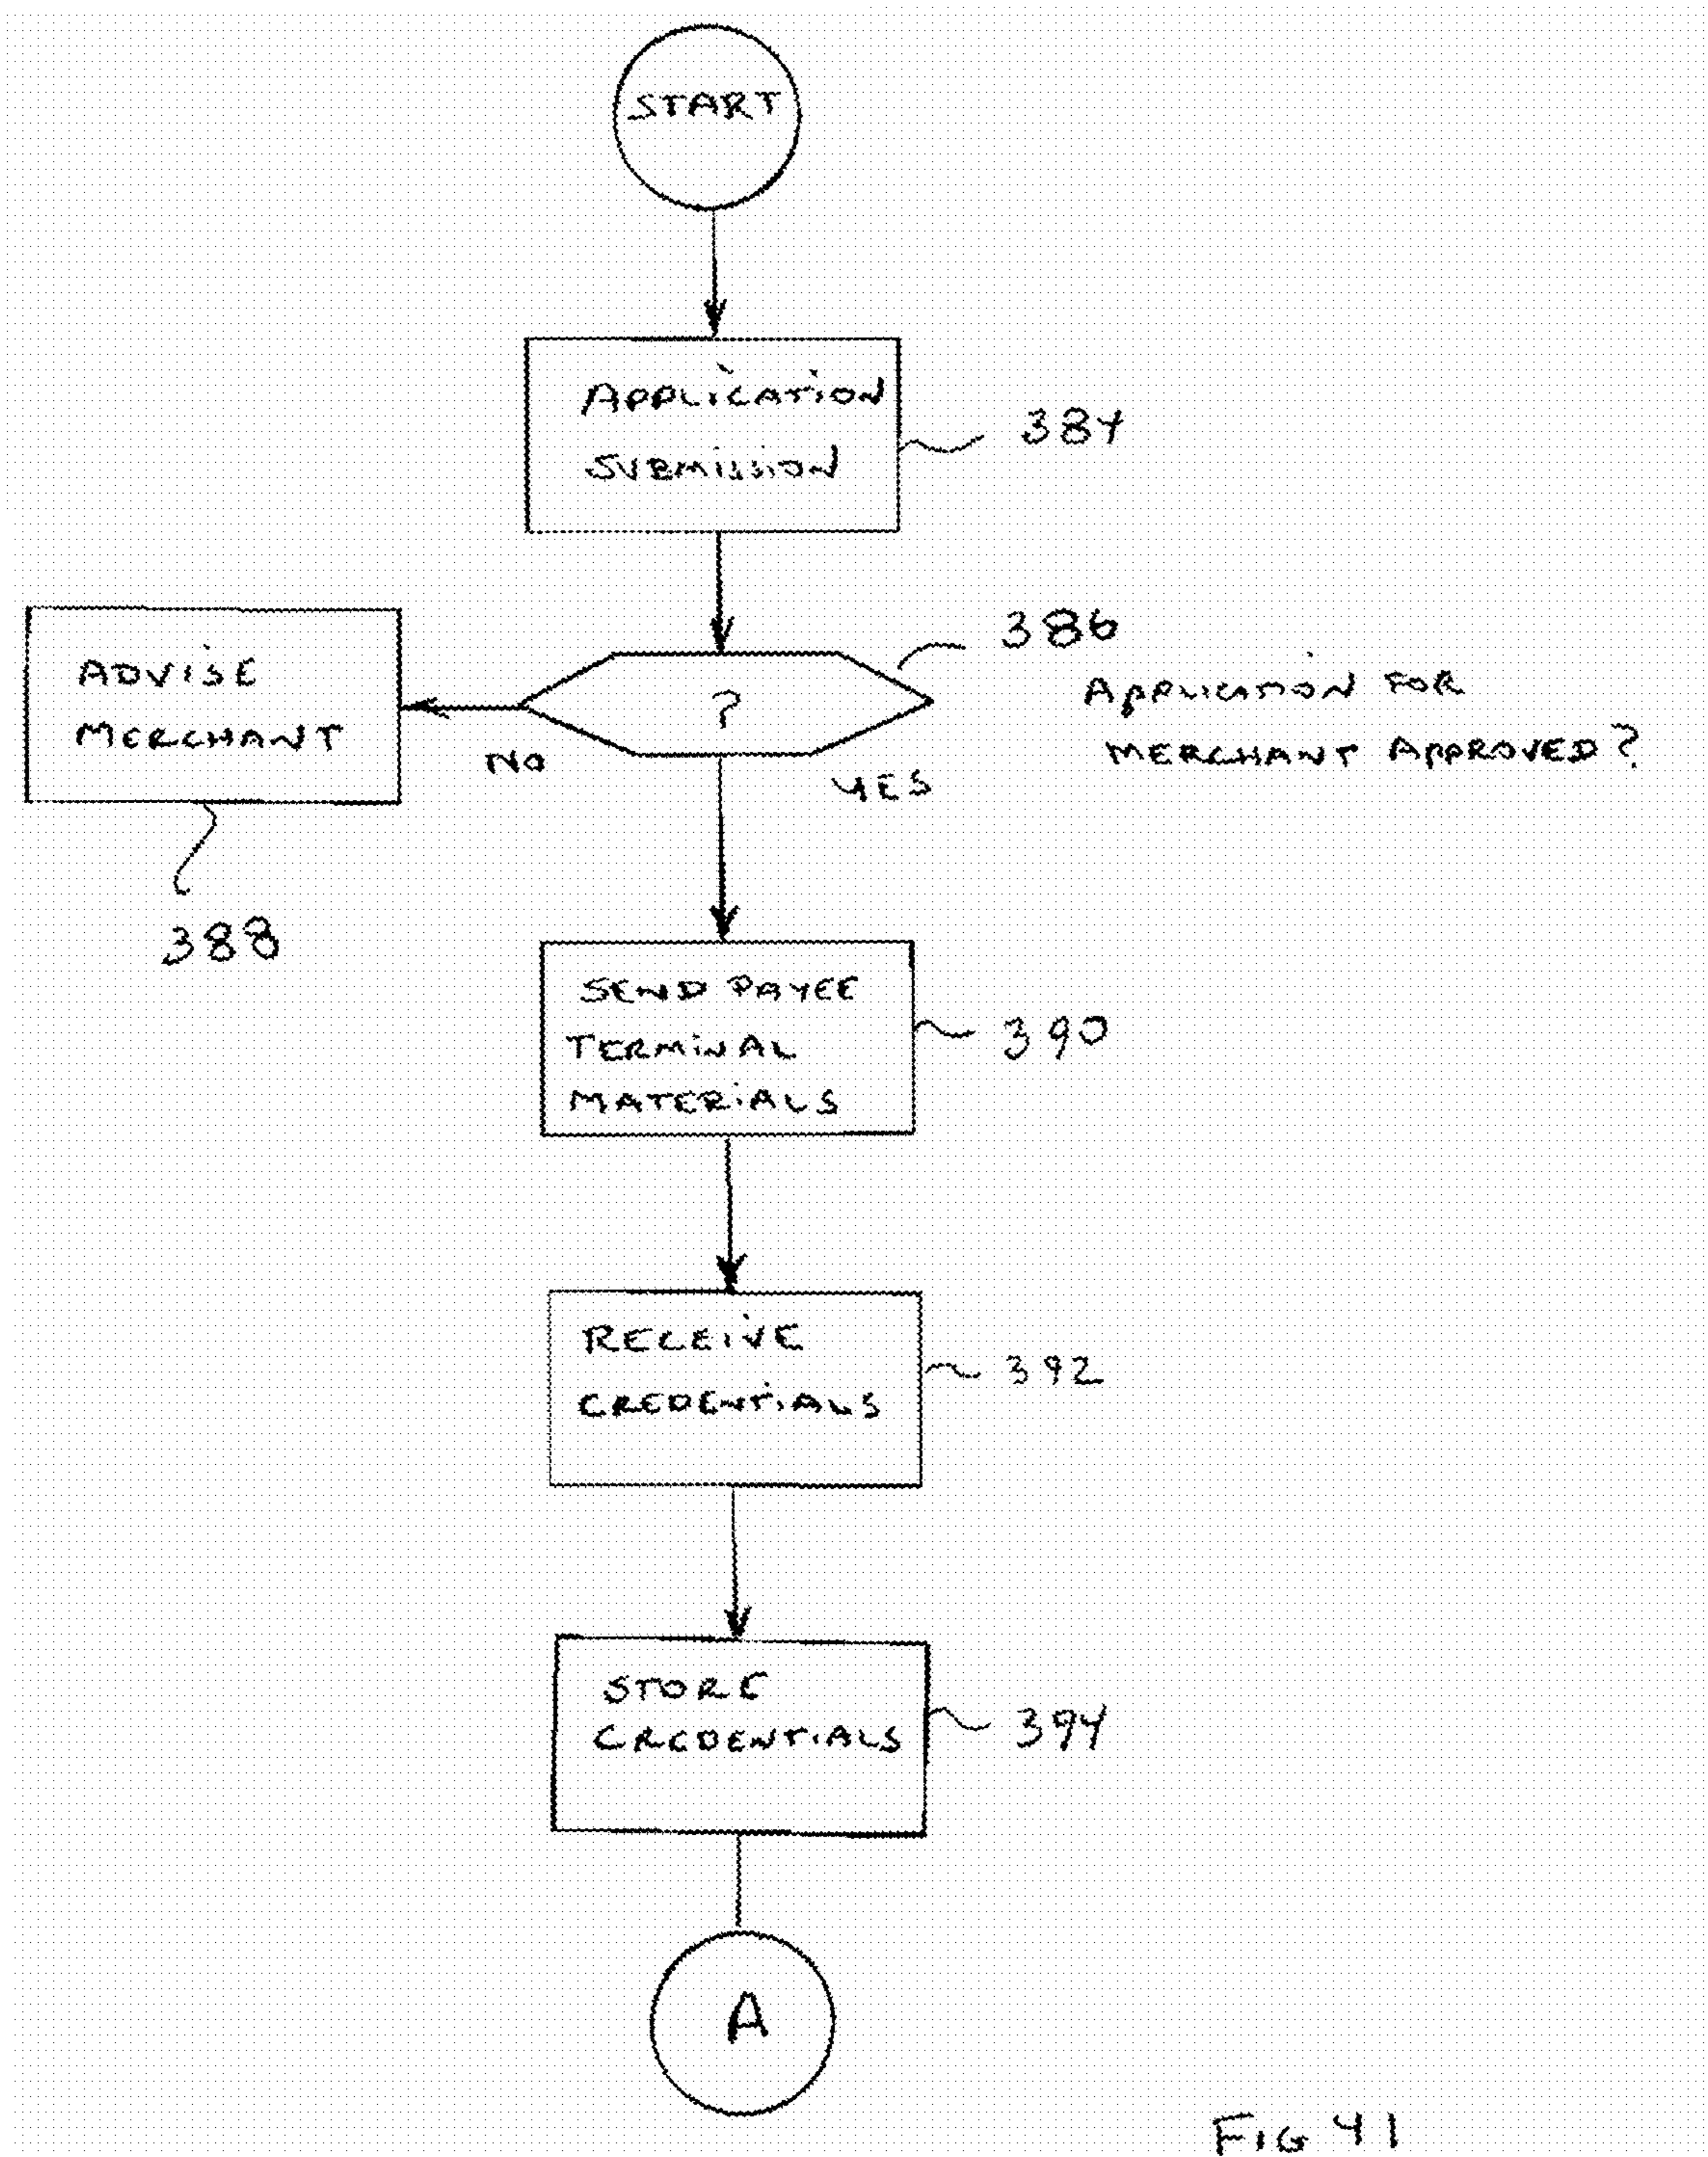 START
APPLICATION
SUBMISSION
384
386
APPLICATION FOR
MERCHANT APPROVED?
?
ADVISE
MERCHANT
NO
YES
388
SEND PAYEE
TERMINAL
MATERIALS
390
RECEIVE
CREDENTIALS
392
STORE
CREDENTIALS
394
A
FIG 41